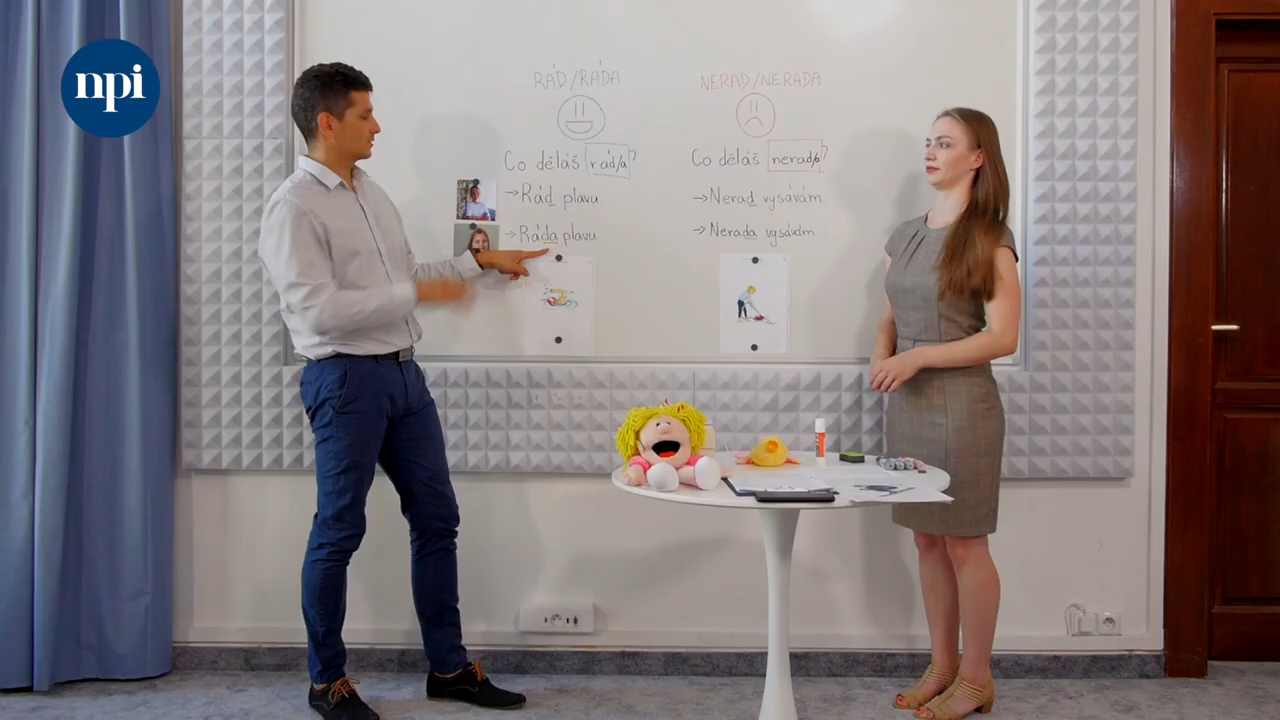 npi
RÁD/RÁDA
Co děláš rád/a?
→Rád plavu
→Ráda plavu
NERAD/NERADA
Co děláš nerad/a?
→Nerad vysávám
→Nerada vysávám